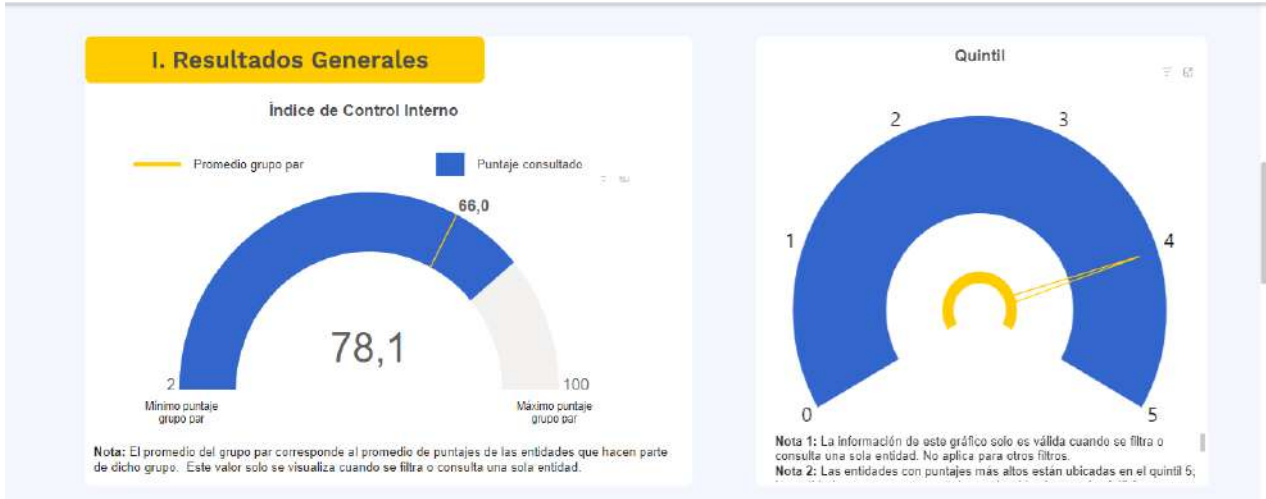 I. Resultados Generales
Índice de Control Interno
Promedio grupo par
Puntaje consultado
66,0
78,1
2
100
Mínimo puntaje
grupo par
Máximo puntaje
grupo par
Nota: El promedio del grupo par corresponde al promedio de puntajes de las entidades que hacen parte
de dicho grupo. Este valor solo se visualiza cuando se filtra o consulta una sola entidad.
Quintil
2
3
1
4
0
5
Nota 1: La información de este gráfico solo es válida cuando se filtra o
consulta una sola entidad. No aplica para otros filtros.
Nota 2: Las entidades con puntajes más altos están ubicadas en el quintil 5;